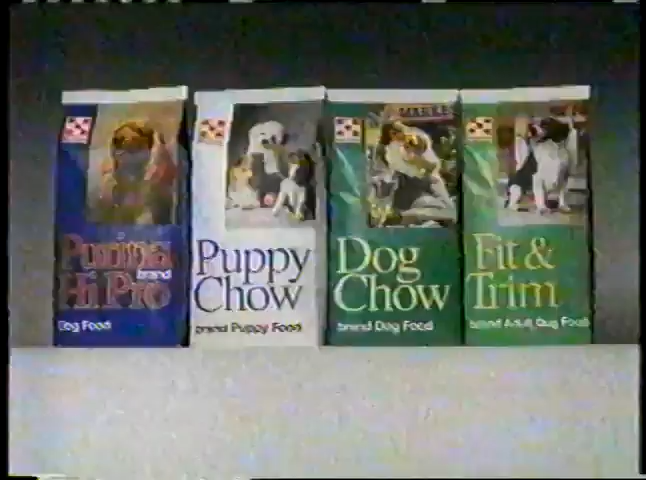 Purina
brand
Hi Pro
Dog Food
Puppy
Chow
brand Puppy Food
MARKE
Dog
Chow
brand Dog Food
Fit &
Trim
brand Adult Dog Food